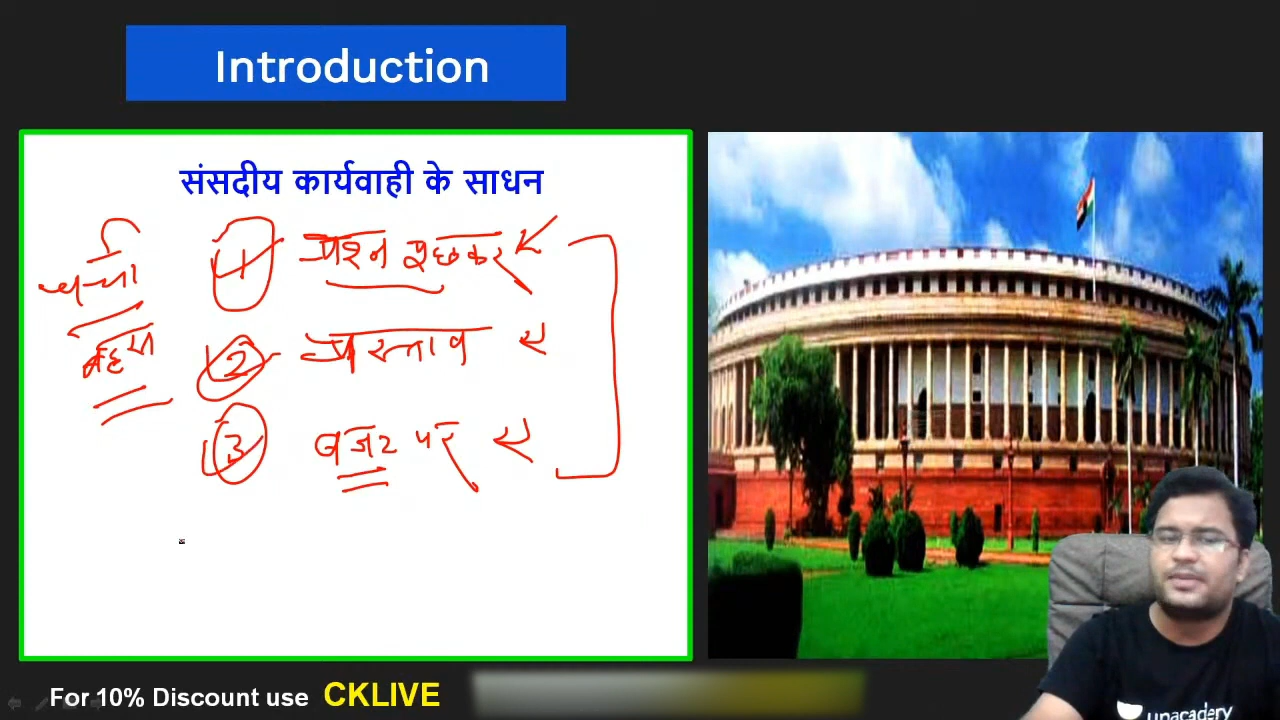 Introduction
संसदीय कार्यवाही के साधन
चर्चा
बहस
1 प्रश्न पूछकर
2 प्रस्ताव
3 बजट पर
For 10% Discount use CKLIVE
unacademy